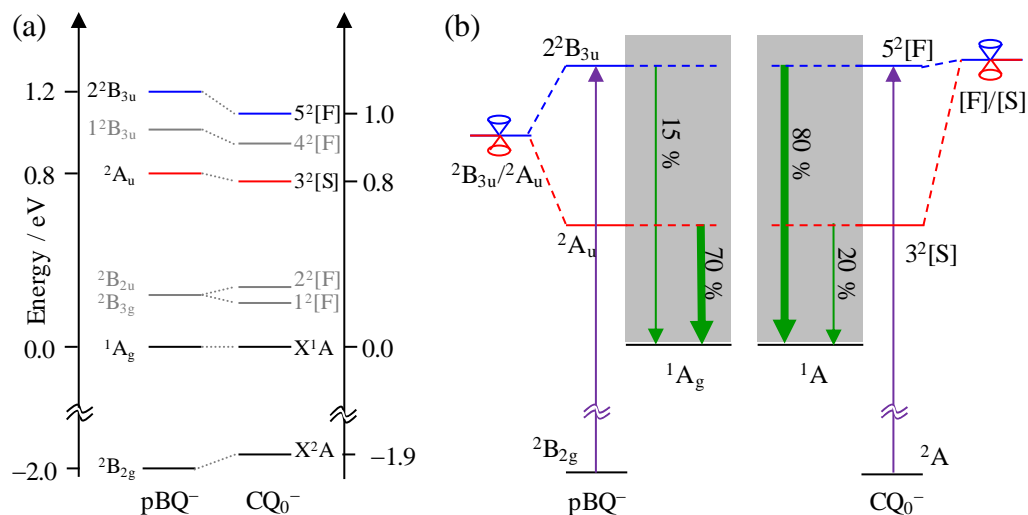 (a)
Energy / eV
1.2
0.8
0.0
−2.0
2²B₃ᵤ
1²B₃ᵤ
²Aᵤ
²B₂ᵤ
²B₃g
¹Ag
²B₂g
5²[F]
4²[F]
3²[S]
2²[F]
1²[F]
X¹A
X²A
1.0
0.8
0.0
−1.9
pBQ⁻
CQ₀⁻
(b)
2²B₃ᵤ
5²[F]
[F]/[S]
²B₃ᵤ/²Aᵤ
15 %
80 %
²Aᵤ
3²[S]
70 %
20 %
¹Ag
¹A
²B₂g
²A
pBQ⁻
CQ₀⁻